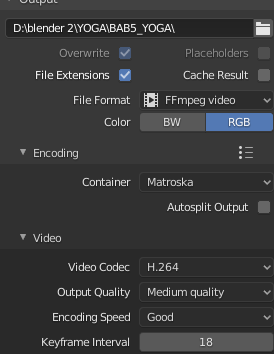 Output
D:\blender 2\YOGA\BAB5_YOGA\
Overwrite Placeholders
File Extensions Cache Result
File Format FFmpeg video
Color BW RGB
Encoding
Container Matroska
Autosplit Output
Video
Video Codec H.264
Output Quality Medium quality
Encoding Speed Good
Keyframe Interval 18